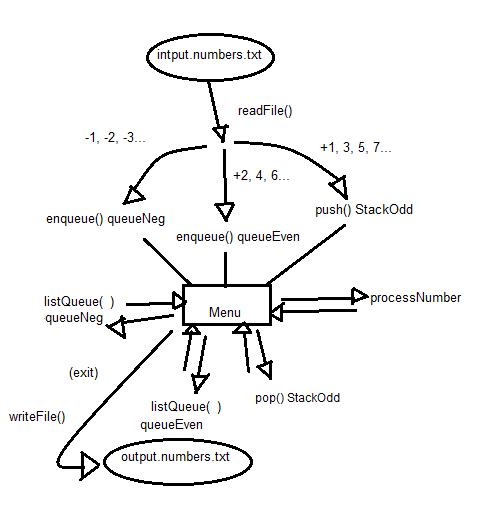 intput.numbers.txt
readFile()
-1, -2, -3...
+1, 3, 5, 7...
+2, 4, 6...
enqueue() queueNeg
push() StackOdd
enqueue() queueEven
listQueue( )
queueNeg
Menu
processNumber
(exit)
pop() StackOdd
listQueue( )
queueEven
writeFile()
output.numbers.txt